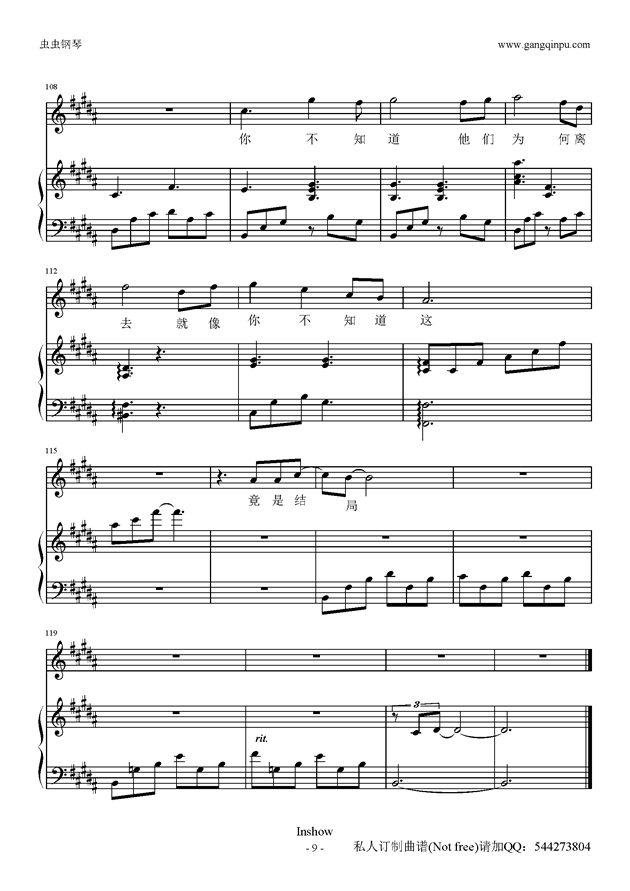 虫虫钢琴 www.gangqinpu.com
108
你 不 知 道 他 们 为 何 离
112
去 就 像 你 不 知 道 这
115
竟 是 结 局
119
rit.
3
Inshow
- 9 - 私人订制曲谱(Not free)请加QQ：544273804